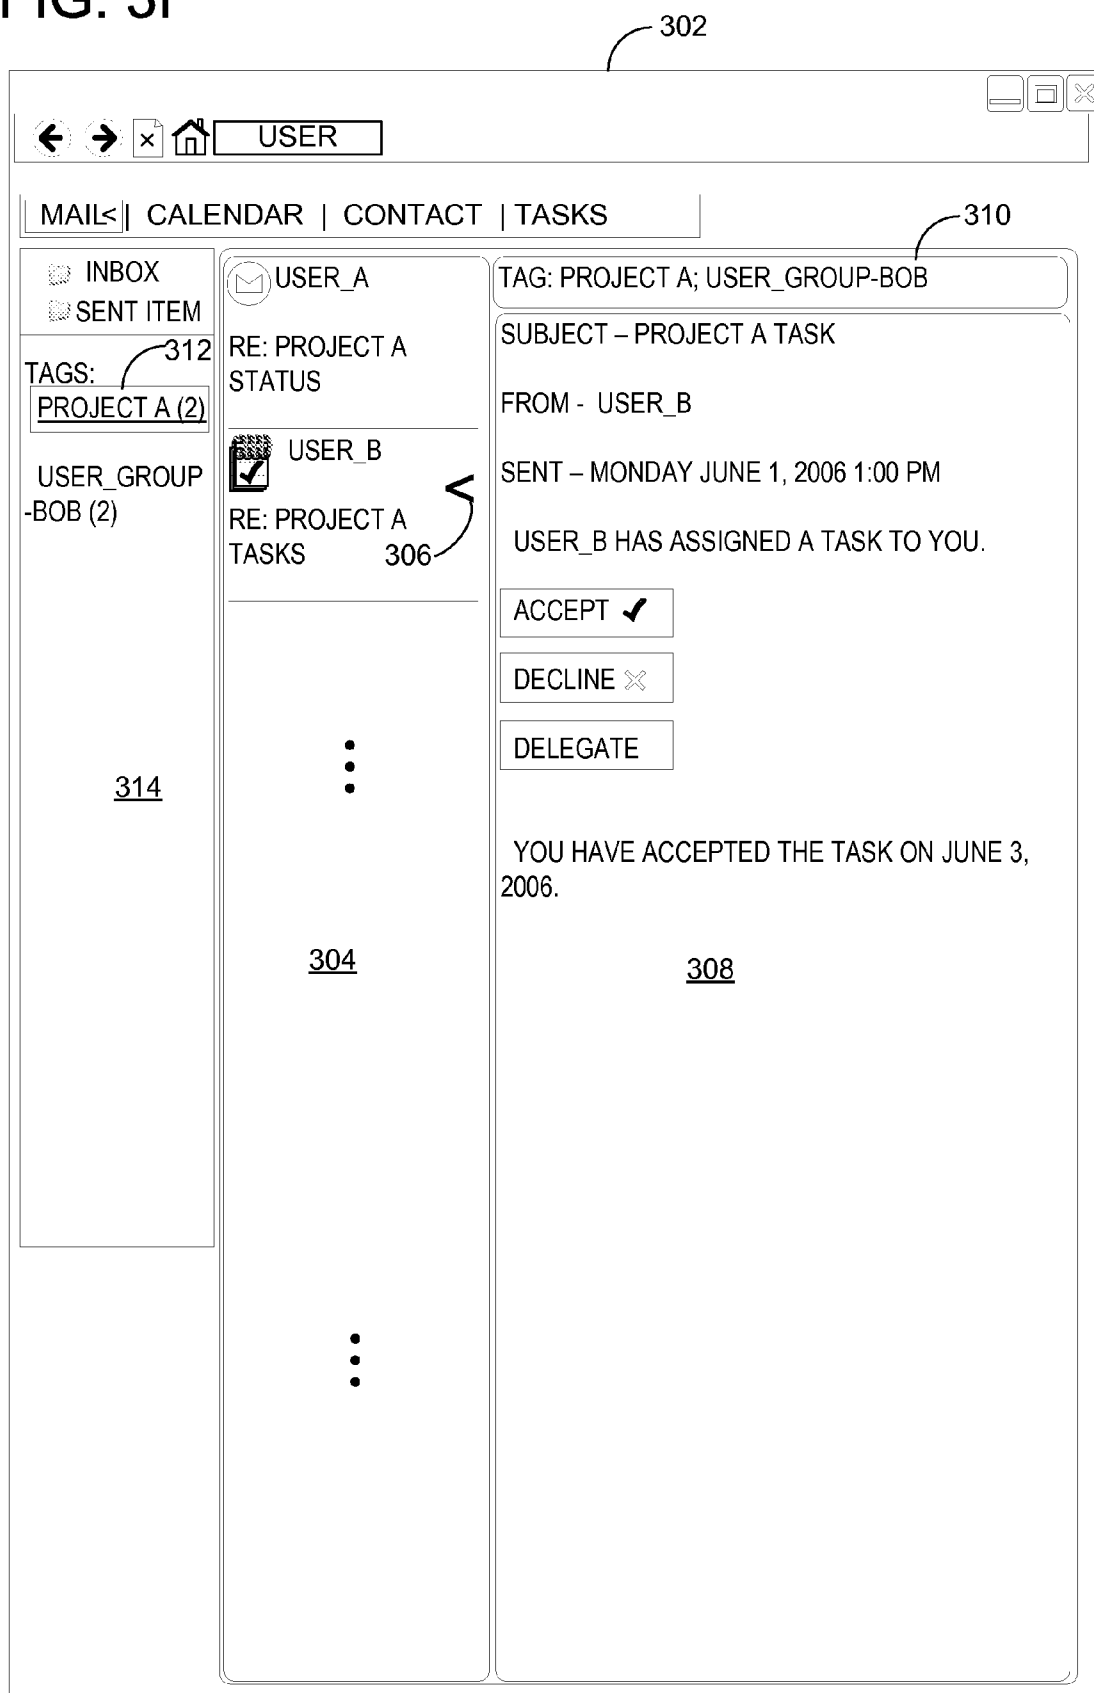 FIG. 3I
302
USER
MAIL< | CALENDAR | CONTACT | TASKS
310
INBOX
SENT ITEM
312
TAGS:
PROJECT A (2)
USER_GROUP
-BOB (2)
314
USER_A
RE: PROJECT A
STATUS
USER_B
<
RE: PROJECT A
TASKS
306
304
TAG: PROJECT A; USER_GROUP-BOB
SUBJECT – PROJECT A TASK
FROM - USER_B
SENT – MONDAY JUNE 1, 2006 1:00 PM
USER_B HAS ASSIGNED A TASK TO YOU.
ACCEPT
DECLINE
DELEGATE
YOU HAVE ACCEPTED THE TASK ON JUNE 3,
2006.
308